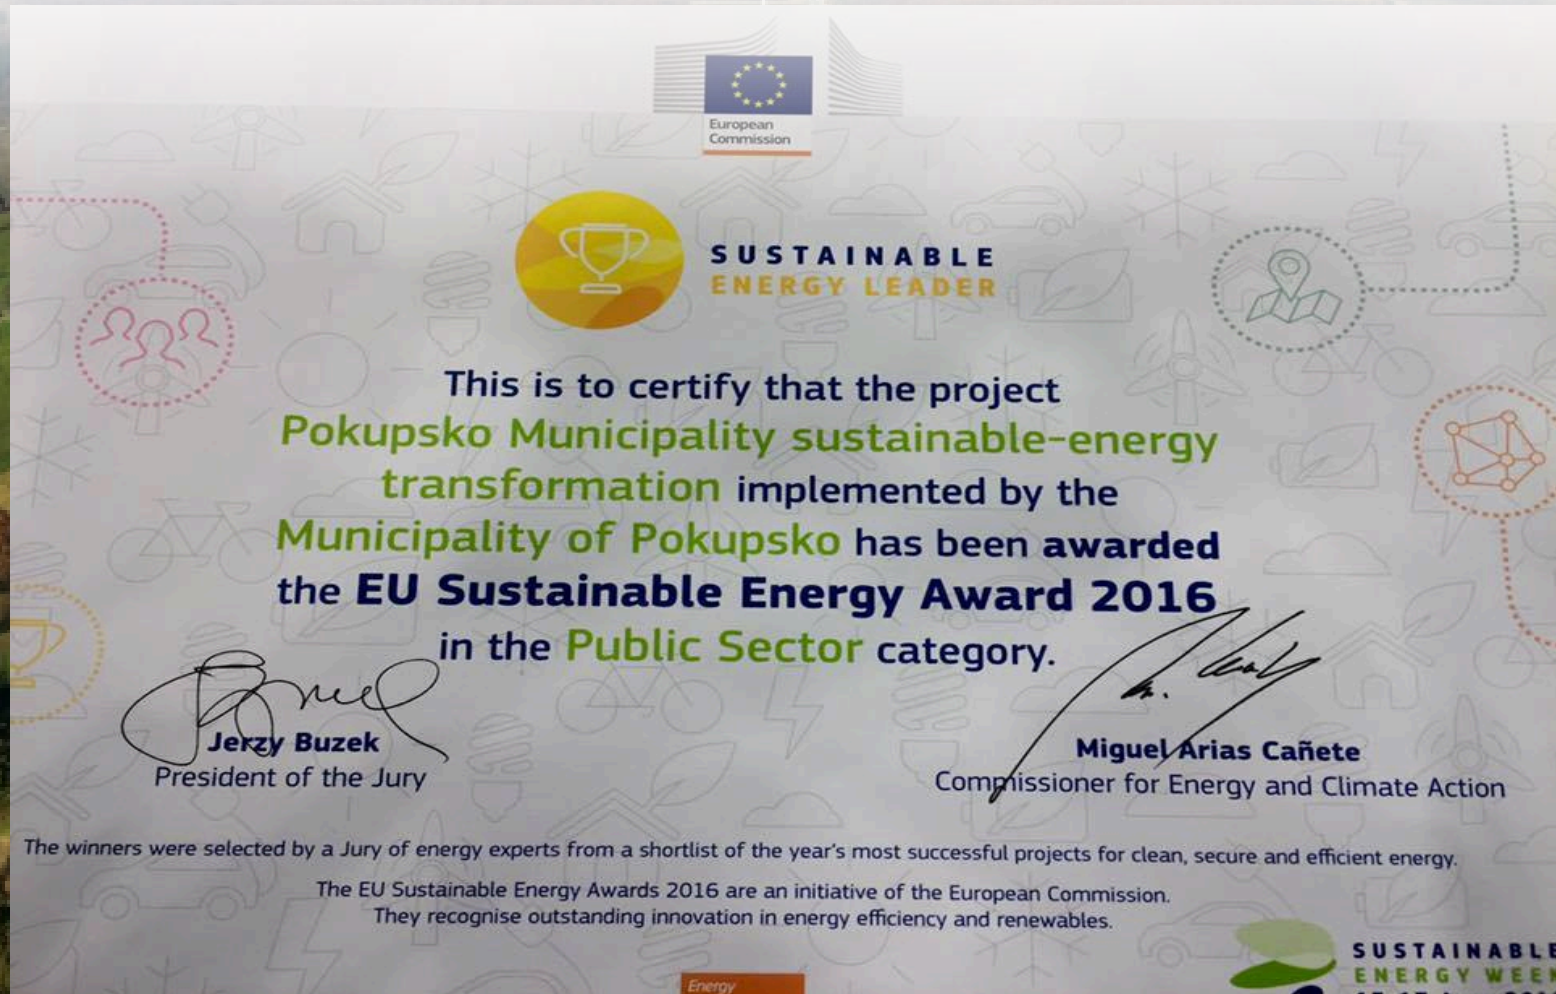 European
Commission
SUSTAINABLE
ENERGY LEADER
This is to certify that the project
Pokupsko Municipality sustainable-energy
transformation implemented by the
Municipality of Pokupsko has been awarded
the EU Sustainable Energy Award 2016
in the Public Sector category.
Jerzy Buzek
President of the Jury
Miguel Arias Cañete
Commissioner for Energy and Climate Action
The winners were selected by a Jury of energy experts from a shortlist of the year's most successful projects for clean, secure and efficient energy.
The EU Sustainable Energy Awards 2016 are an initiative of the European Commission.
They recognise outstanding innovation in energy efficiency and renewables.
Energy
SUSTAINABLE
ENERGY WEEK